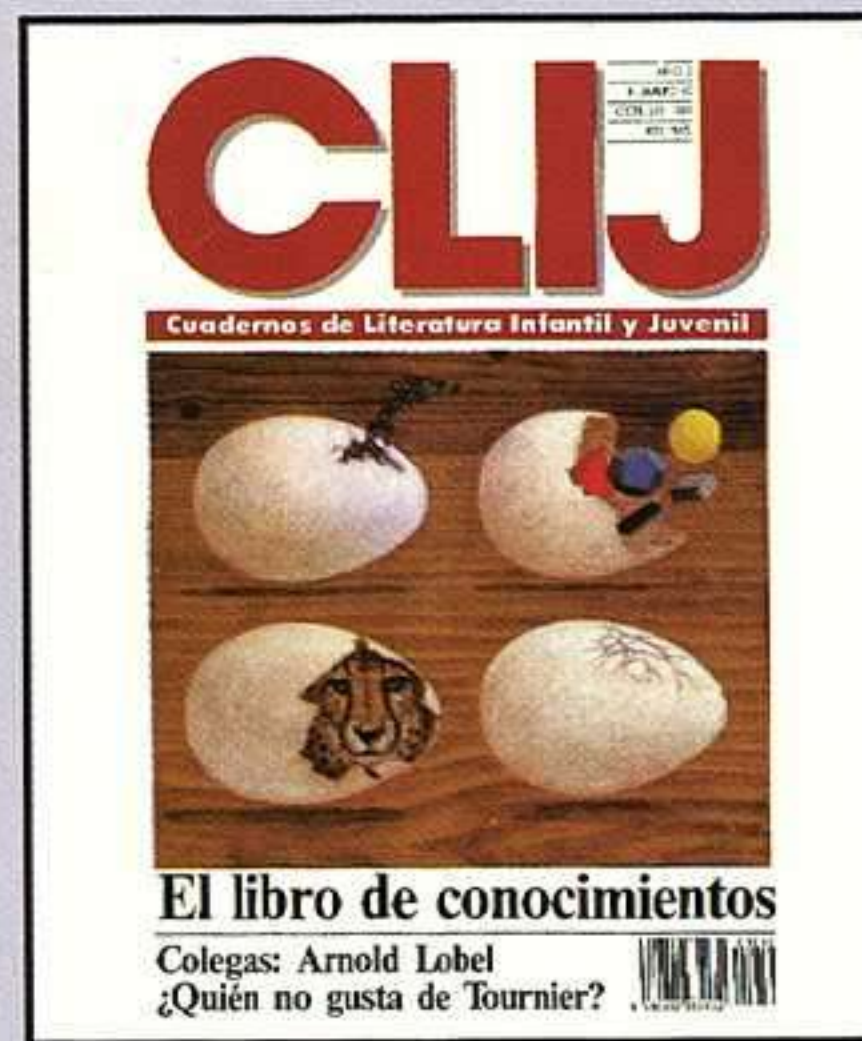 CLIJ
Cuadernos de Literatura Infantil y Juvenil
El libro de conocimientos
Colegas: Arnold Lobel
¿Quién no gusta de Tournier?